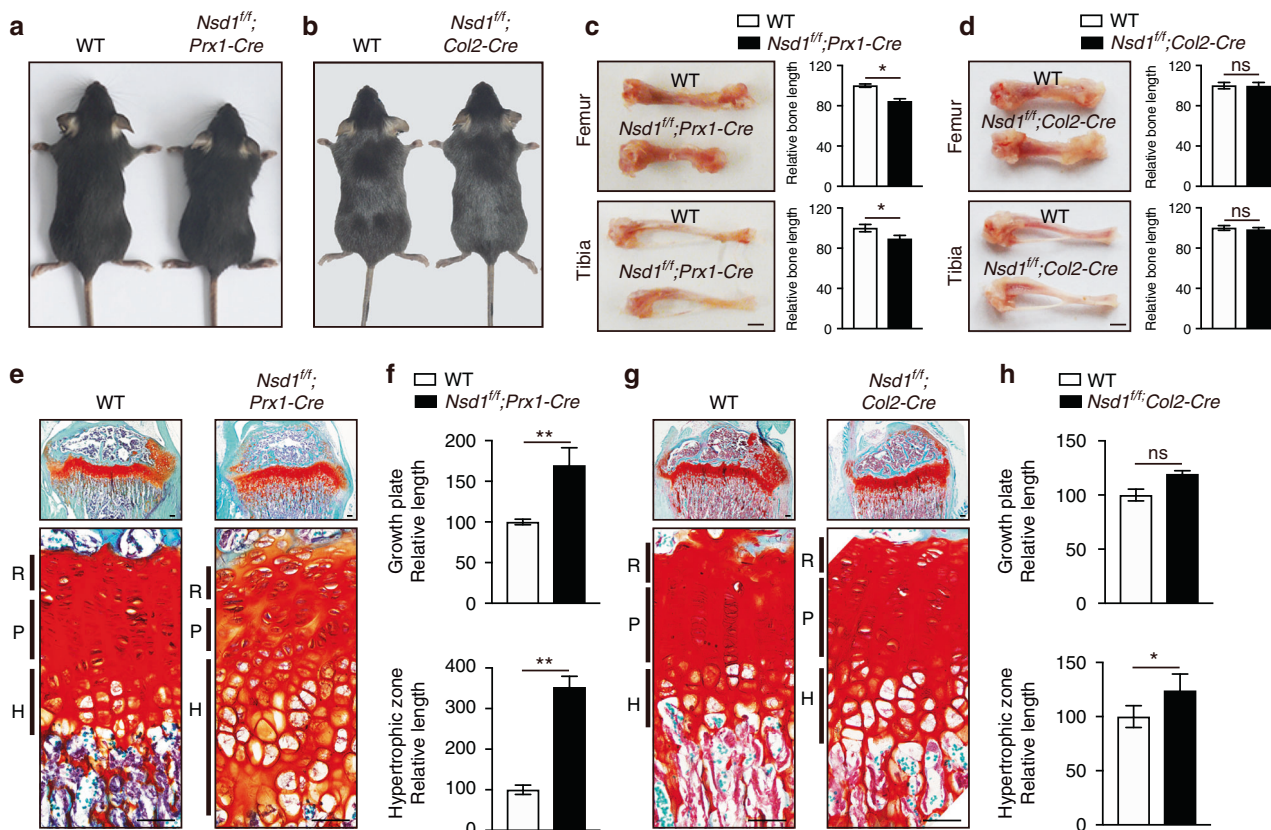 a
WT
Nsd1f/f;
Prx1-Cre
b
WT
Nsd1f/f;
Col2-Cre
c
WT
Nsd1f/f;Prx1-Cre
Femur
WT
Nsd1f/f;Prx1-Cre
Relative bone length
120
80
40
0
*
Tibia
WT
Nsd1f/f;Prx1-Cre
Relative bone length
120
80
40
0
*
d
WT
Nsd1f/f;Col2-Cre
Femur
WT
Nsd1f/f;Col2-Cre
Relative bone length
120
80
40
0
ns
Tibia
WT
Nsd1f/f;Col2-Cre
Relative bone length
120
80
40
0
ns
e
WT
Nsd1f/f;
Prx1-Cre
R
P
H
R
P
H
f
WT
Nsd1f/f;Prx1-Cre
Growth plate
Relative length
200
150
100
50
0
**
Hypertrophic zone
Relative length
400
300
200
100
0
**
g
WT
Nsd1f/f;
Col2-Cre
R
P
H
R
P
H
h
WT
Nsd1f/f;Col2-Cre
Growth plate
Relative length
150
100
50
0
ns
Hypertrophic zone
Relative length
150
100
50
0
*